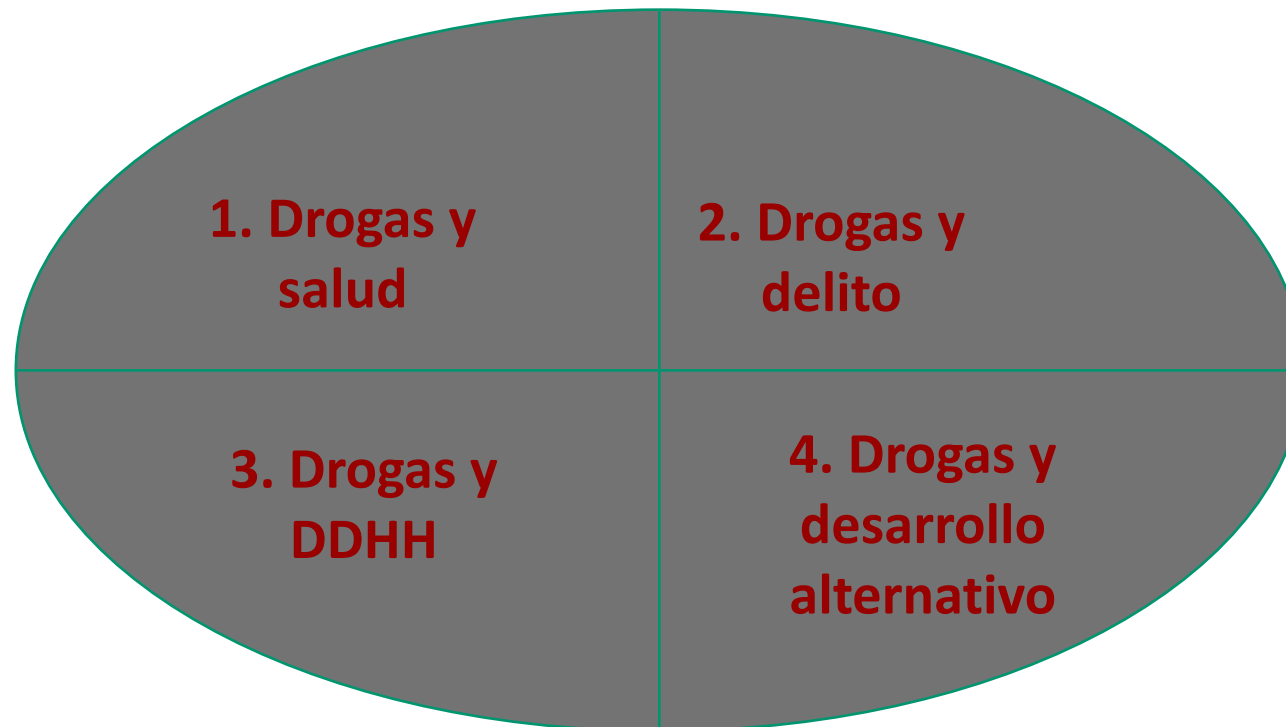 1. Drogas y
salud
2. Drogas y
delito
3. Drogas y
DDHH
4. Drogas y
desarrollo
alternativo